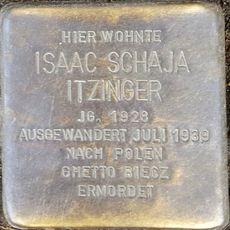 HIER WOHNTE
ISAAC SCHAJA
ITZINGER
JG. 1928
AUSGEWANDERT JULI 1939
NACH POLEN
GHETTO BIECZ
ERMORDET